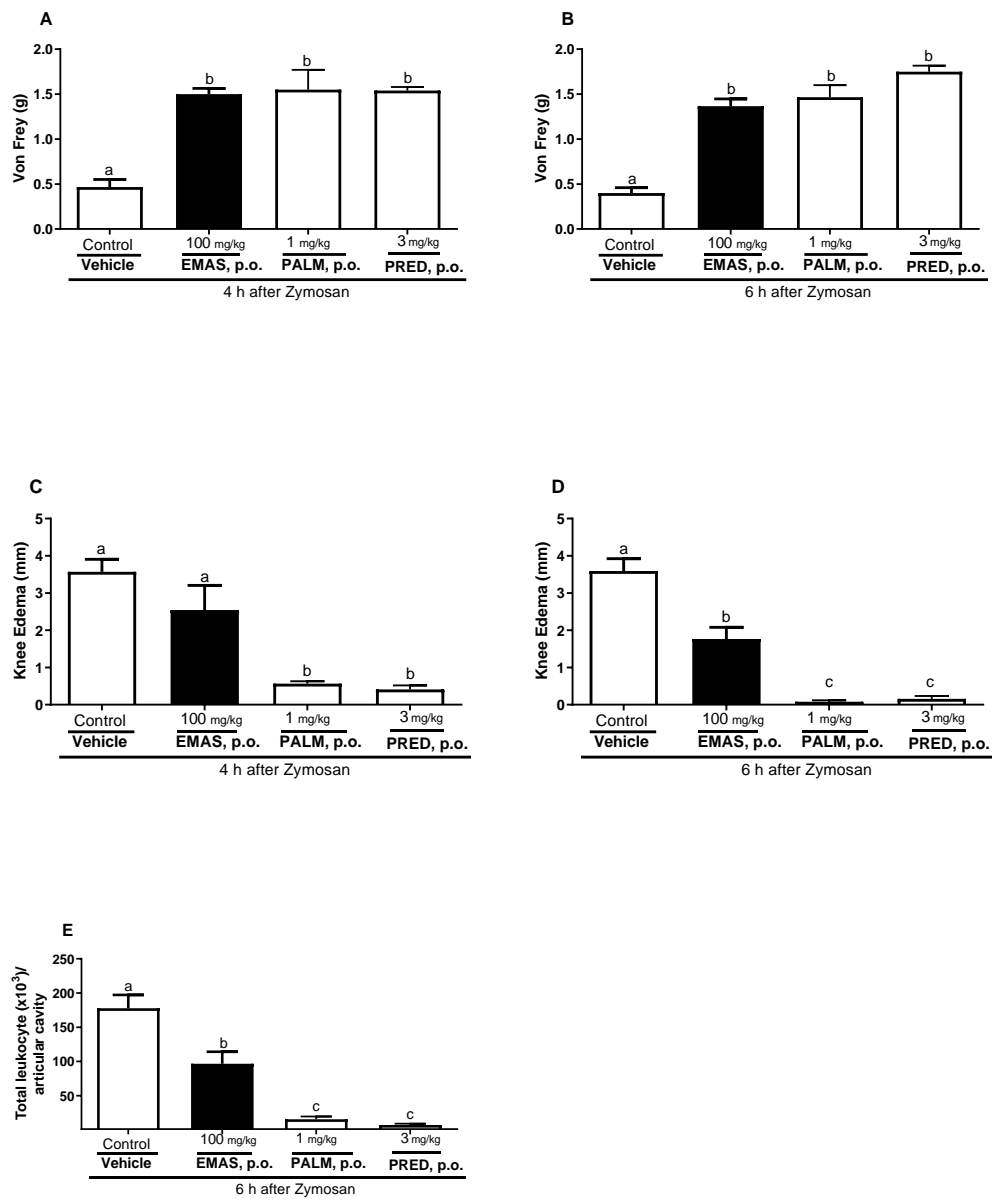 A
Von Frey (g)
2.0
1.5
1.0
0.5
0.0
a
b
b
b
Control
100 mg/kg
1 mg/kg
3 mg/kg
Vehicle
EMAS, p.o.
PALM, p.o.
PRED, p.o.
4 h after Zymosan
B
Von Frey (g)
2.0
1.5
1.0
0.5
0.0
a
b
b
b
Control
100 mg/kg
1 mg/kg
3 mg/kg
Vehicle
EMAS, p.o.
PALM, p.o.
PRED, p.o.
6 h after Zymosan
C
Knee Edema (mm)
5
4
3
2
1
0
a
a
b
b
Control
100 mg/kg
1 mg/kg
3 mg/kg
Vehicle
EMAS, p.o.
PALM, p.o.
PRED, p.o.
4 h after Zymosan
D
Knee Edema (mm)
5
4
3
2
1
0
a
b
c
c
Control
100 mg/kg
1 mg/kg
3 mg/kg
Vehicle
EMAS, p.o.
PALM, p.o.
PRED, p.o.
6 h after Zymosan
E
Total leukocyte (x10³)/
articular cavity
250
200
150
100
50
a
b
c
c
Control
100 mg/kg
1 mg/kg
3 mg/kg
Vehicle
EMAS, p.o.
PALM, p.o.
PRED, p.o.
6 h after Zymosan